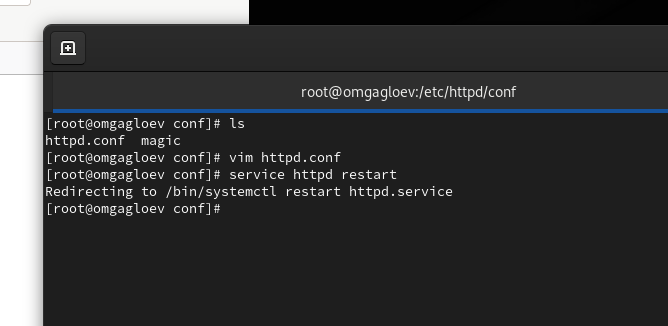 root@omgagloev:/etc/httpd/conf
[root@omgagloev conf]# ls
httpd.conf  magic
[root@omgagloev conf]# vim httpd.conf
[root@omgagloev conf]# service httpd restart
Redirecting to /bin/systemctl restart httpd.service
[root@omgagloev conf]#